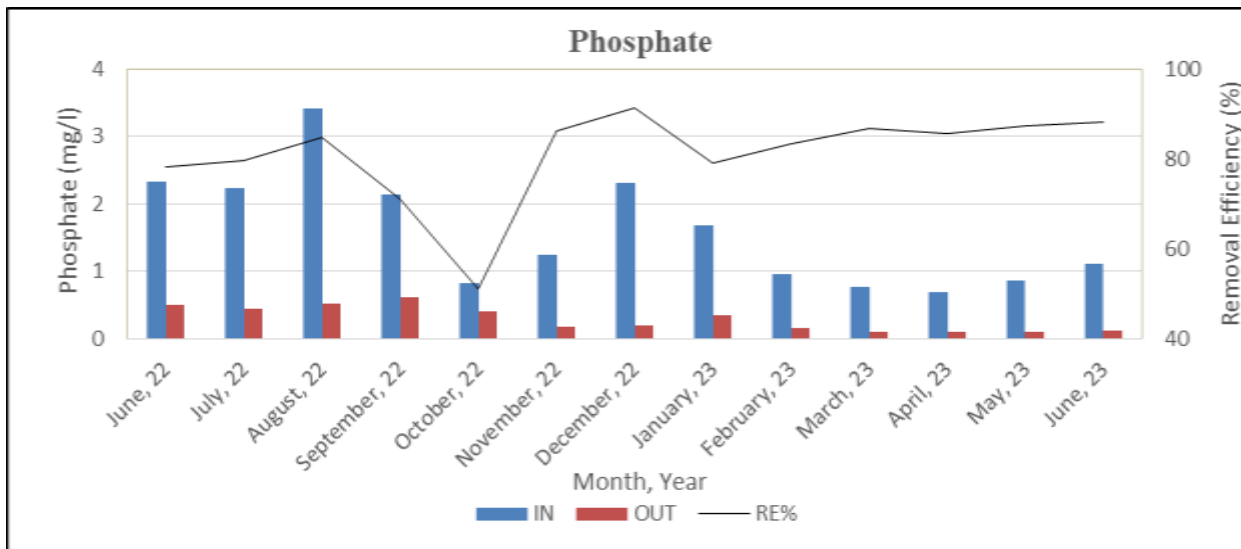 Phosphate
4
3
2
1
0
Phosphate (mg/l)
100
80
60
40
Removal Efficiency (%)
June, 22
July, 22
August, 22
September, 22
October, 22
November, 22
December, 22
January, 23
February, 23
March, 23
April, 23
May, 23
June, 23
Month, Year
IN OUT RE%